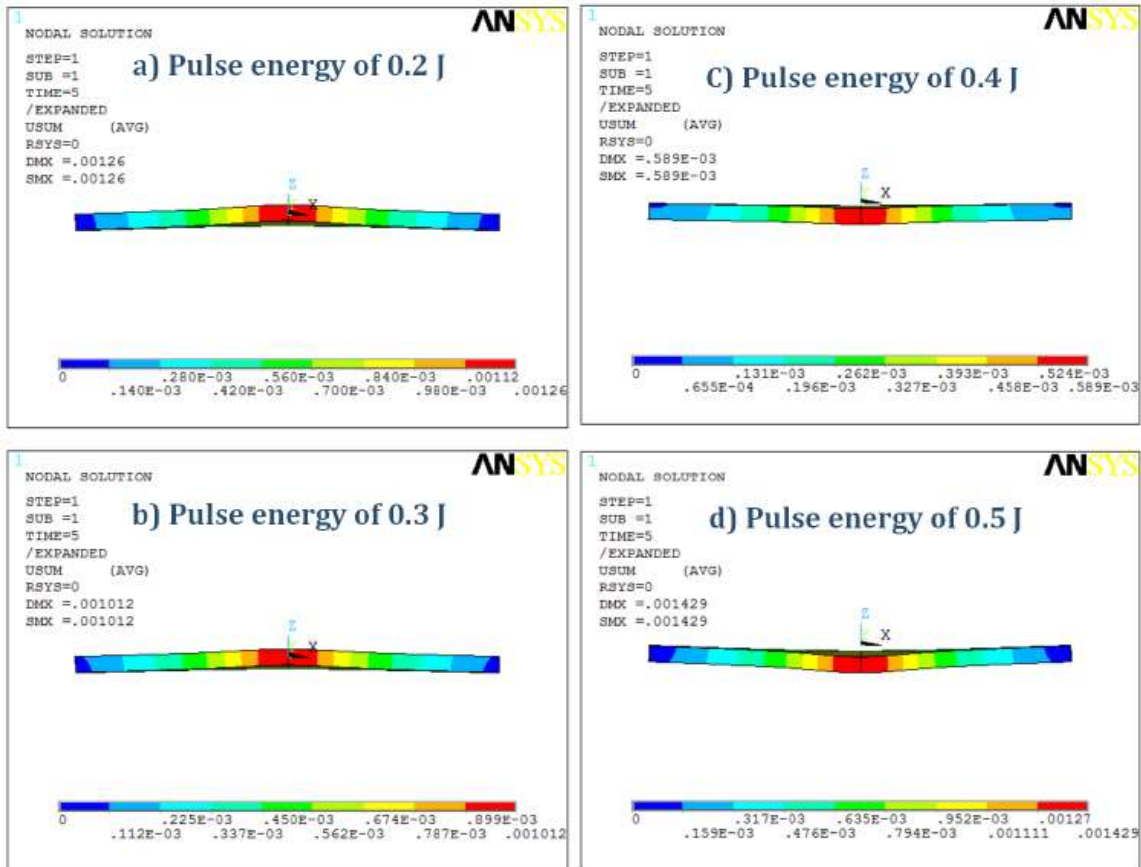 1
ANSYS
NODAL SOLUTION
STEP=1
SUB =1
TIME=5
/EXPANDED
USUM (AVG)
RSYS=0
DMX =.00126
SMX =.00126
a) Pulse energy of 0.2 J
Z
X
0 .280E-03 .560E-03 .840E-03 .00112
.140E-03 .420E-03 .700E-03 .980E-03 .00126
1
ANSYS
NODAL SOLUTION
STEP=1
SUB =1
TIME=5
/EXPANDED
USUM (AVG)
RSYS=0
DMX =.589E-03
SMX =.589E-03
C) Pulse energy of 0.4 J
Z
X
0 .131E-03 .262E-03 .393E-03 .524E-03
.655E-04 .196E-03 .327E-03 .458E-03 .589E-03
1
ANSYS
NODAL SOLUTION
STEP=1
SUB =1
TIME=5
/EXPANDED
USUM (AVG)
RSYS=0
DMX =.001012
SMX =.001012
b) Pulse energy of 0.3 J
Z
X
0 .225E-03 .450E-03 .674E-03 .899E-03
.112E-03 .337E-03 .562E-03 .787E-03 .001012
1
ANSYS
NODAL SOLUTION
STEP=1
SUB =1
TIME=5
/EXPANDED
USUM (AVG)
RSYS=0
DMX =.001429
SMX =.001429
d) Pulse energy of 0.5 J
Z
X
0 .317E-03 .635E-03 .952E-03 .00127
.159E-03 .476E-03 .794E-03 .001111 .001429